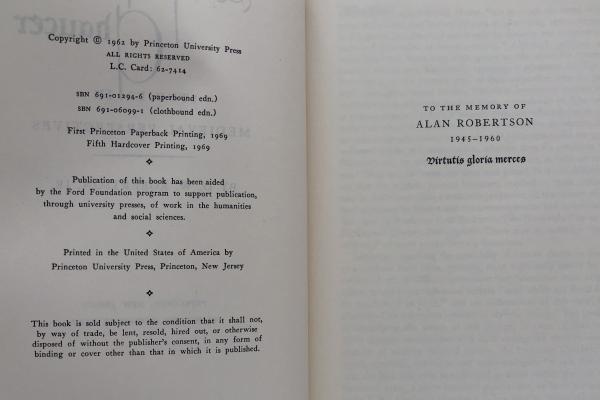 Copyright © 1962 by Princeton University Press
ALL RIGHTS RESERVED
L.C. Card: 62-7414
SBN 691-01294-6 (paperbound edn.)
SBN 691-06099-1 (clothbound edn.)
First Princeton Paperback Printing, 1969
Fifth Hardcover Printing, 1969
Publication of this book has been aided
by the Ford Foundation program to support publication,
through university presses, of work in the humanities
and social sciences.
Printed in the United States of America by
Princeton University Press, Princeton, New Jersey
This book is sold subject to the condition that it shall not,
by way of trade, be lent, resold, hired out, or otherwise
disposed of without the publisher's consent, in any form of
binding or cover other than that in which it is published.
TO THE MEMORY OF
ALAN ROBERTSON
1945–1960
Virtutis gloria merces